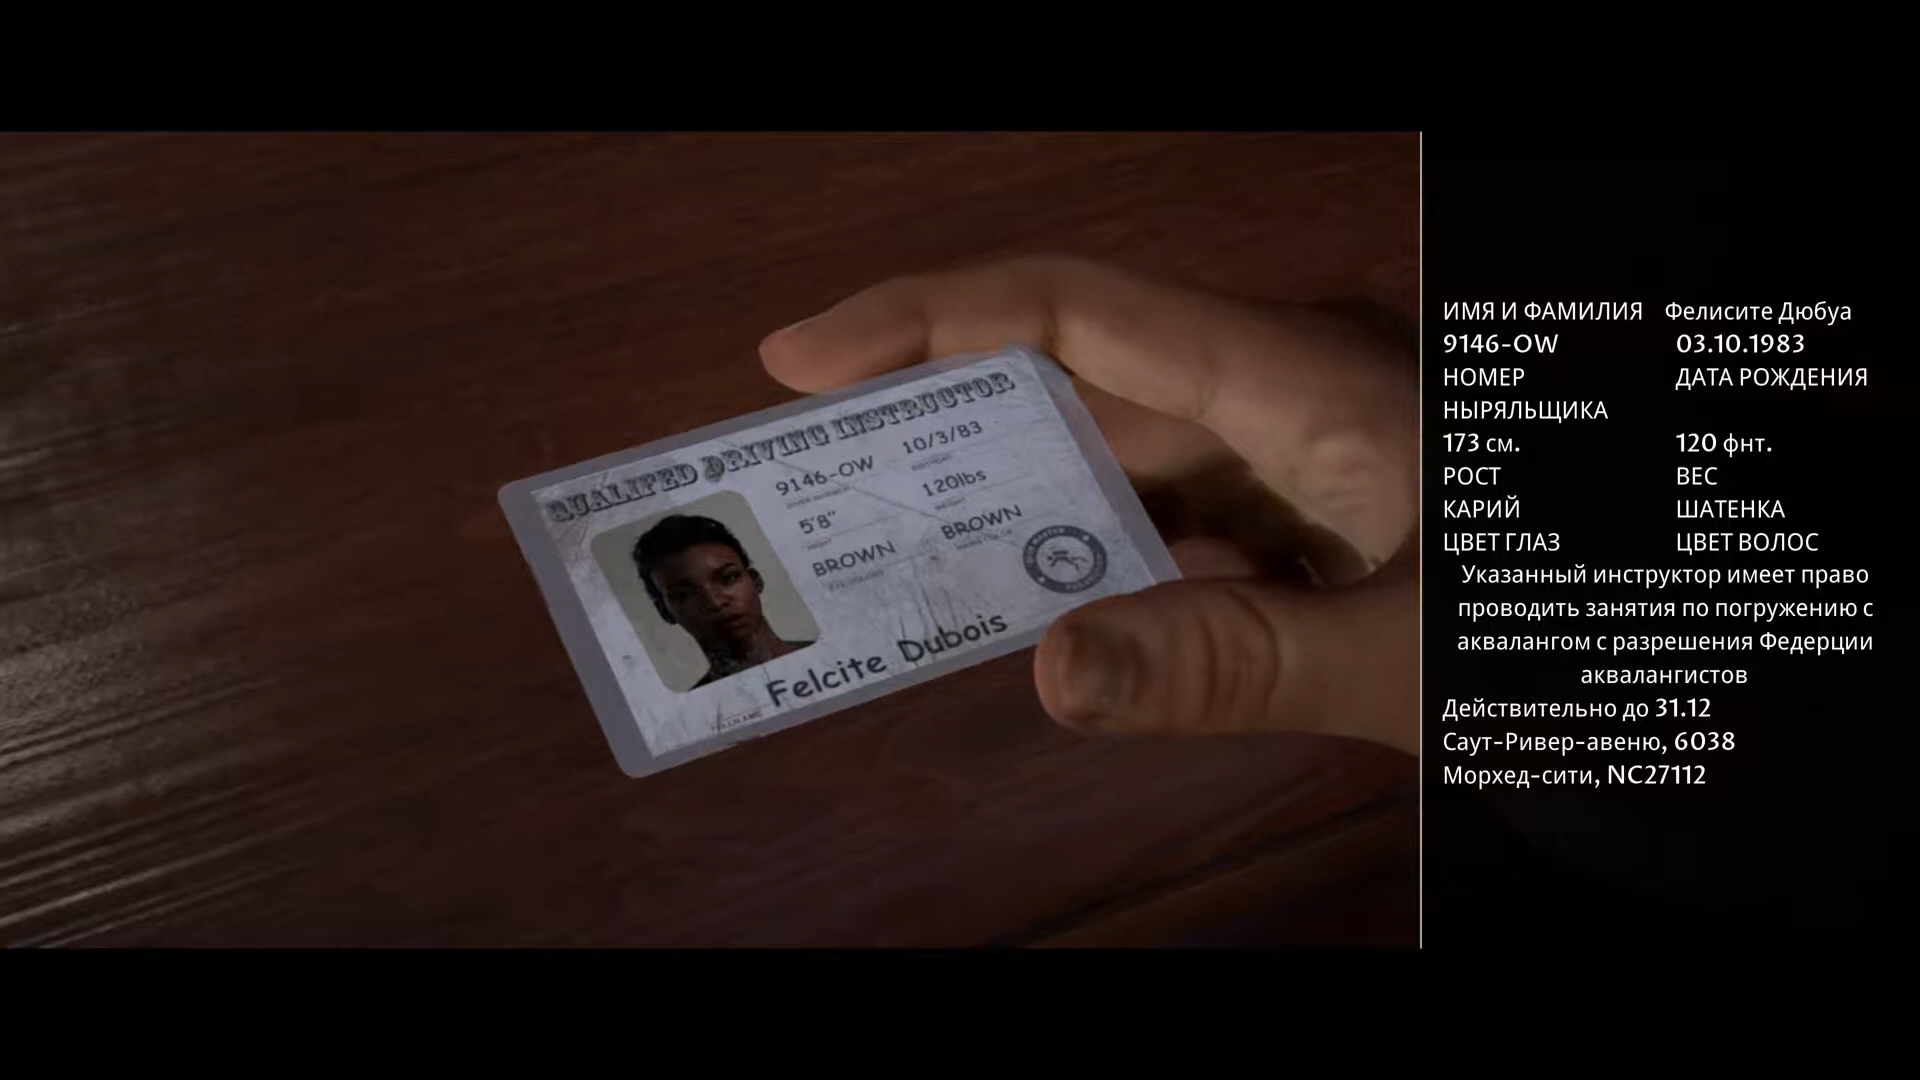 QUALIFED DRIVING INSTRUCTOR
9146-OW 10/3/83
5'8" 120lbs
BROWN BROWN
Felcite Dubois
ИМЯ И ФАМИЛИЯ Фелисите Дюбуа
9146-OW 03.10.1983
НОМЕР ДАТА РОЖДЕНИЯ
НЫРЯЛЬЩИКА
173 см. 120 фнт.
РОСТ ВЕС
КАРИЙ ШАТЕНКА
ЦВЕТ ГЛАЗ ЦВЕТ ВОЛОС
Указанный инструктор имеет право
проводить занятия по погружению с
аквалангом с разрешения Федерции
аквалангистов
Действительно до 31.12
Саут-Ривер-авеню, 6038
Морхед-сити, NC27112